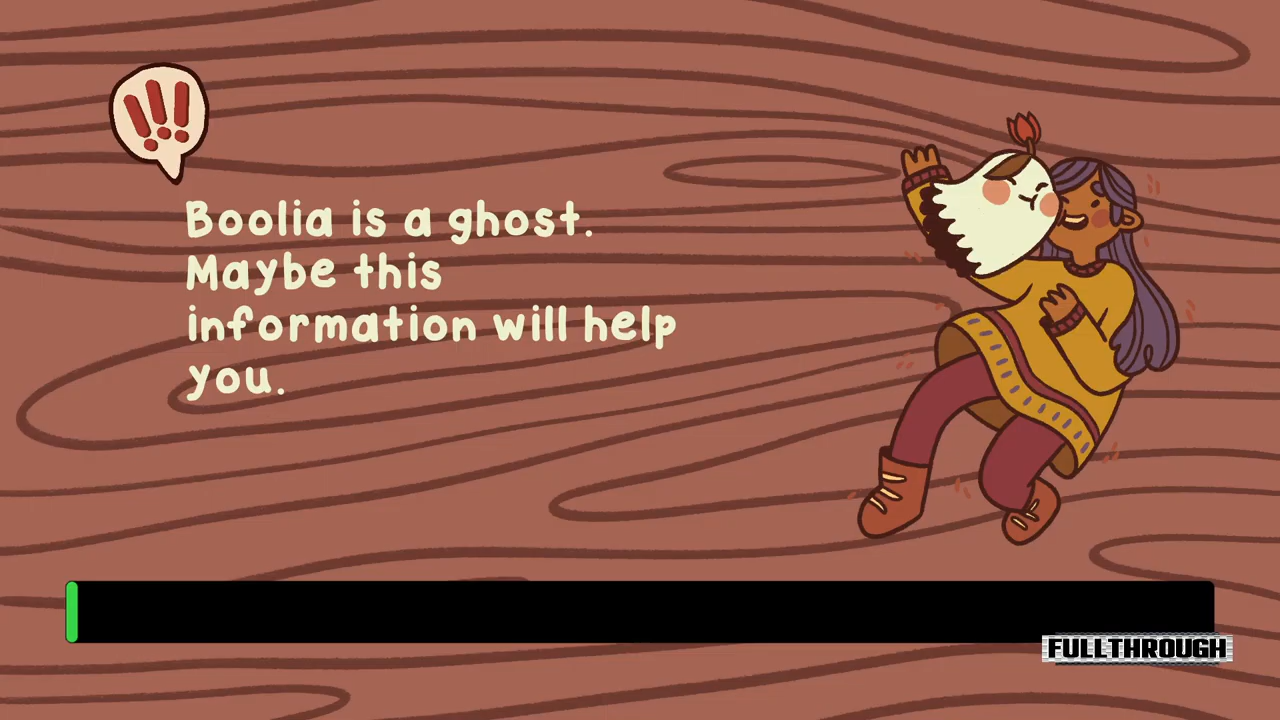 !!!
Boolia is a ghost.
Maybe this
information will help
you.
FULLTHROUGH